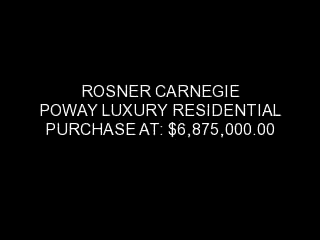 ROSNER CARNEGIE
POWAY LUXURY RESIDENTIAL
PURCHASE AT: $6,875,000.00